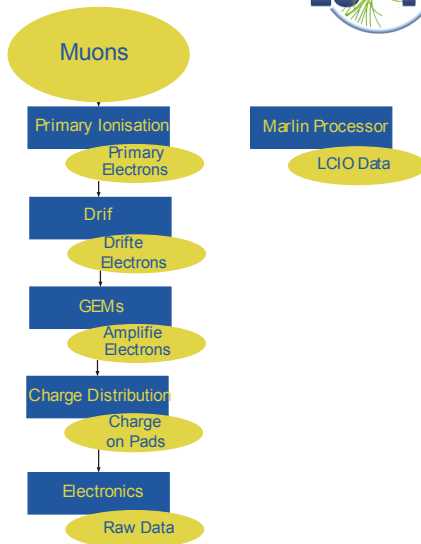 Muons
Primary Ionisation
Primary
Electrons
Drif
Drifte
Electrons
GEMs
Amplifie
Electrons
Charge Distribution
Charge
on Pads
Electronics
Raw Data
Marlin Processor
LCIO Data